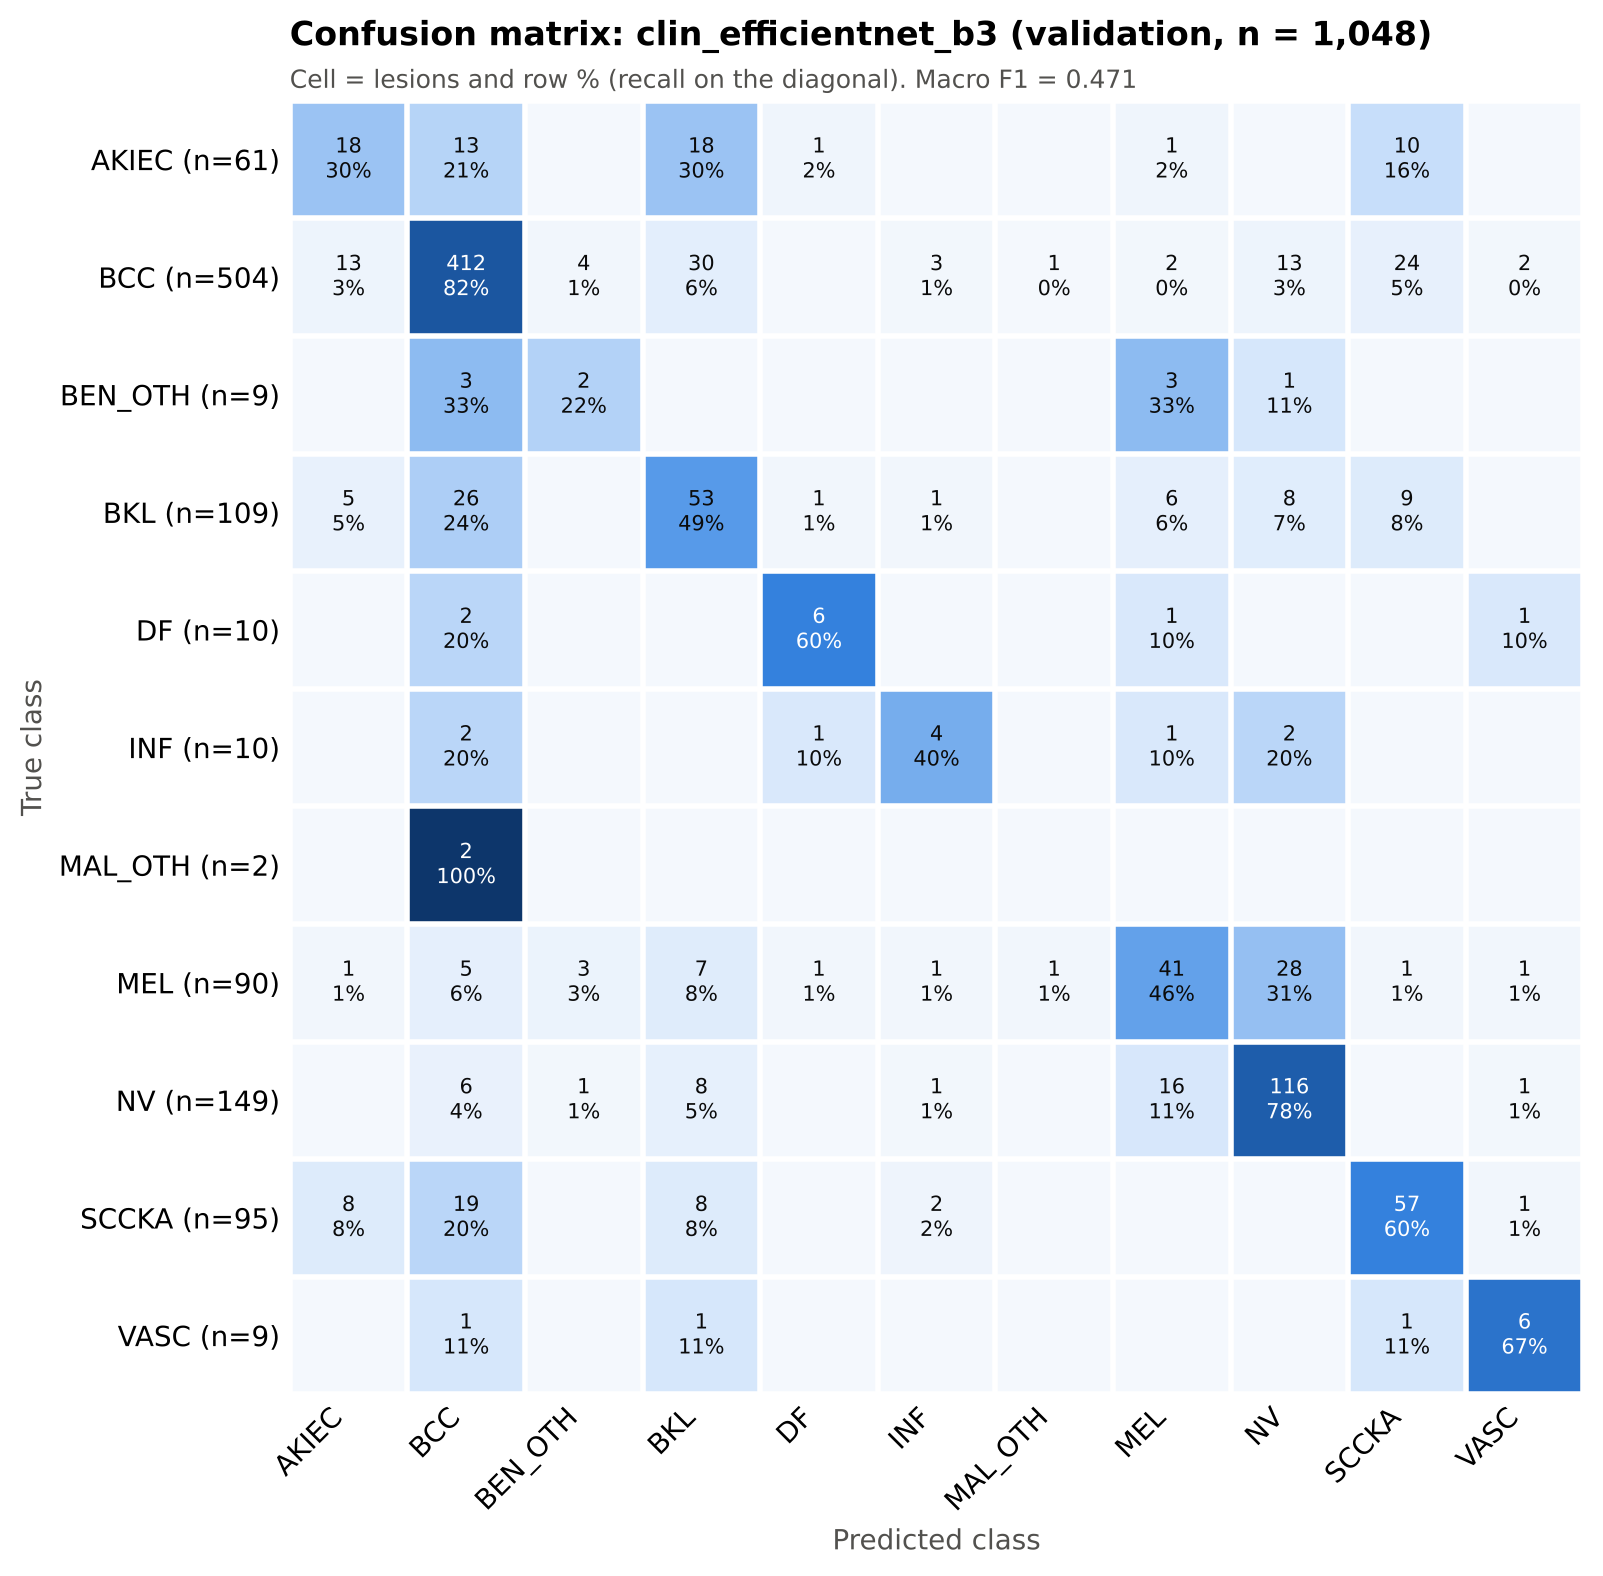 Confusion matrix: clin_efficientnet_b3 (validation, n = 1,048)
Cell = lesions and row % (recall on the diagonal). Macro F1 = 0.471
True class
AKIEC (n=61)
18 13 18 1 1 10
30% 21% 30% 2% 2% 16%
BCC (n=504)
13 412 4 30 3 1 2 13 24 2
3% 82% 1% 6% 1% 0% 0% 3% 5% 0%
BEN_OTH (n=9)
3 2 3 1
33% 22% 33% 11%
BKL (n=109)
5 26 53 1 1 6 8 9
5% 24% 49% 1% 1% 6% 7% 8%
DF (n=10)
2 6 1 1
20% 60% 10% 10%
INF (n=10)
2 1 4 1 2
20% 10% 40% 10% 20%
MAL_OTH (n=2)
2
100%
MEL (n=90)
1 5 3 7 1 1 1 41 28 1 1
1% 6% 3% 8% 1% 1% 1% 46% 31% 1% 1%
NV (n=149)
6 1 8 1 16 116 1
4% 1% 5% 1% 11% 78% 1%
SCCKA (n=95)
8 19 8 2 57 1
8% 20% 8% 2% 60% 1%
VASC (n=9)
1 1 1 6
11% 11% 11% 67%
AKIEC BCC BEN_OTH BKL DF INF MAL_OTH MEL NV SCCKA VASC
Predicted class